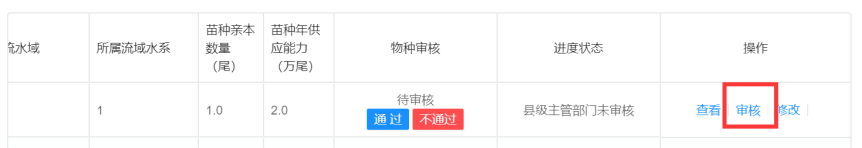 流水域
所属流域水系
苗种亲本
数量
（尾）
苗种年供
应能力
（万尾）
物种审核
进度状态
操作
1
1.0
2.0
待审核
通 过 不通过
县级主管部门未审核
查看 审核 修改